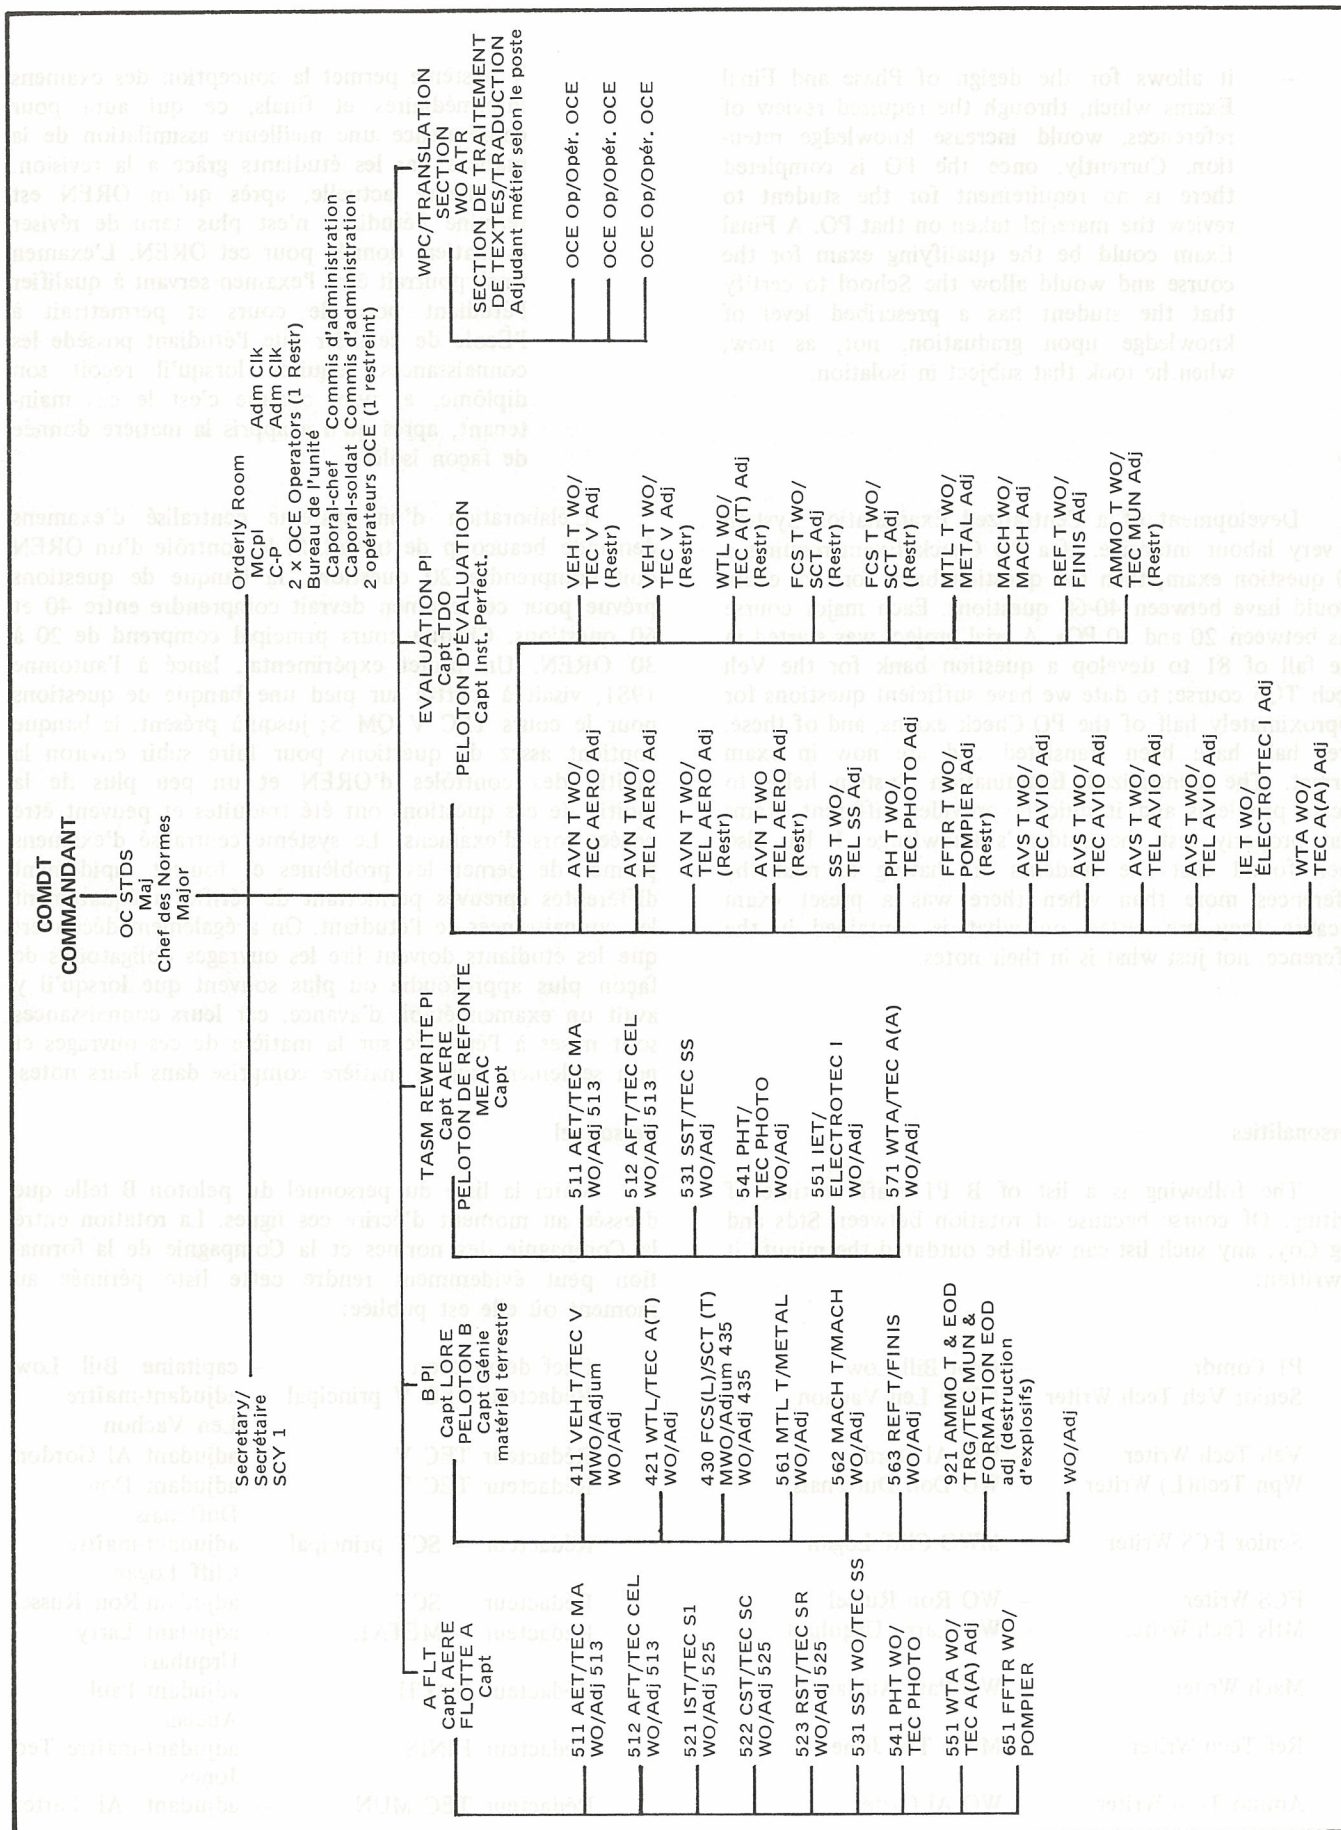 COMDT
COMMANDANT
OC STDS
Maj
Chef des Normes
Major
Secretary/
Secrétaire
SCY 1
Orderly Room
MCpl Adm Clk
C-P Adm Clk
2 x OCE Operators (1 Restr)
Bureau de l'unité
Caporal-chef Commis d'administration
Caporal-soldat Commis d'administration
2 opérateurs OCE (1 restreint)
A FLT
Capt AERE
FLOTTE A
Capt
511 AET/TEC MA
WO/Adj 513
512 AFT/TEC CEL
WO/Adj 513
521 IST/TEC S1
WO/Adj 525
522 CST/TEC SC
WO/Adj 525
523 RST/TEC SR
WO/Adj 525
531 SST WO/TEC SS
541 PHT WO/
TEC PHOTO
551 WTA WO/
TEC A(A) Adj
651 FFTR WO/
POMPIER
B Pl
Capt LORE
PELOTON B
Capt Génie
matériel terrestre
411 VEH T/TEC V
MWO/Adjum
WO/Adj
421 WTL/TEC A(T)
WO/Adj
430 FCS(L)/SCT (T)
MWO/Adjum 435
WO/Adj 435
561 MTL T/METAL
WO/Adj
562 MACH T/MACH
WO/Adj
563 REF T/FINIS
WO/Adj
921 AMMO T & EOD
TRG/TEC MUN &
FORMATION EOD
adj (destruction
d'explosifs)
WO/Adj
TASM REWRITE Pl
Capt AERE
PELOTON DE REFONTE
MEAC
Capt
511 AET/TEC MA
WO/Adj 513
512 AFT/TEC CEL
WO/Adj 513
531 SST/TEC SS
WO/Adj
541 PHT/
TEC PHOTO
WO/Adj
551 IET/
ELECTROTEC I
WO/Adj
571 WTA/TEC A(A)
WO/Adj
EVALUATION Pl
Capt TDO
PELOTON D'ÉVALUATION
Capt Inst. Perfect.
AVN T WO/
TEC AERO Adj
AVN T WO/
TEL AERO Adj
AVN T WO/
TEL AERO Adj
(Restr)
AVN T WO
TEL AERO Adj
(Restr)
SS T WO/
TEL SS Adj
PHT WO/
TEC PHOTO Adj
FFTR T WO/
POMPIER Adj
(Restr)
AVS T WO/
TEC AVIO Adj
AVS T WO/
TEC AVIO Adj
AVS T WO/
TEL AVIO Adj
AVS T WO/
TEL AVIO Adj
IE T WO/
ELECTROTEC I Adj
WTA WO/
TEC A(A) Adj
VEH T WO/
TEC V Adj
(Restr)
VEH T WO/
TEC V Adj
(Restr)
WTL WO/
TEC A(T) Adj
(Restr)
FCS T WO/
SCT Adj
(Restr)
FCS T WO/
SCT Adj
(Restr)
MTL T WO/
METAL Adj
MACH WO/
MACH Adj
REF T WO/
FINIS Adj
AMMO T WO/
TEC MUN Adj
(Restr)
WPC/TRANSLATION
SECTION
WO ATR
SECTION DE TRAITEMENT
DE TEXTES/TRADUCTION
Adjudant métier selon le poste
OCE Op/Opér. OCE
OCE Op/Opér. OCE
OCE Op/Opér. OCE